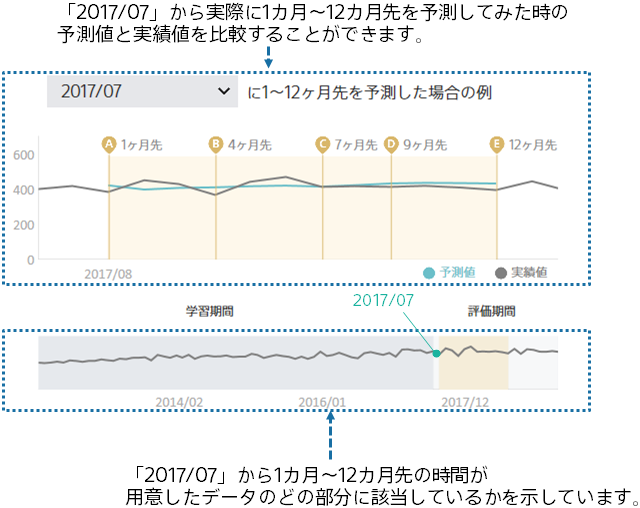 「2017/07」から実際に1カ月～12カ月先を予測してみた時の
予測値と実績値を比較することができます。
2017/07 に1～12ヶ月先を予測した場合の例
A 1ヶ月先 B 4ヶ月先 C 7ヶ月先 D 9ヶ月先 E 12ヶ月先
600
400
200
0
2017/08
予測値 実績値
2017/07
学習期間 評価期間
2014/02 2016/01 2017/12
「2017/07」から1カ月～12カ月先の時間が
用意したデータのどの部分に該当しているかを示しています。